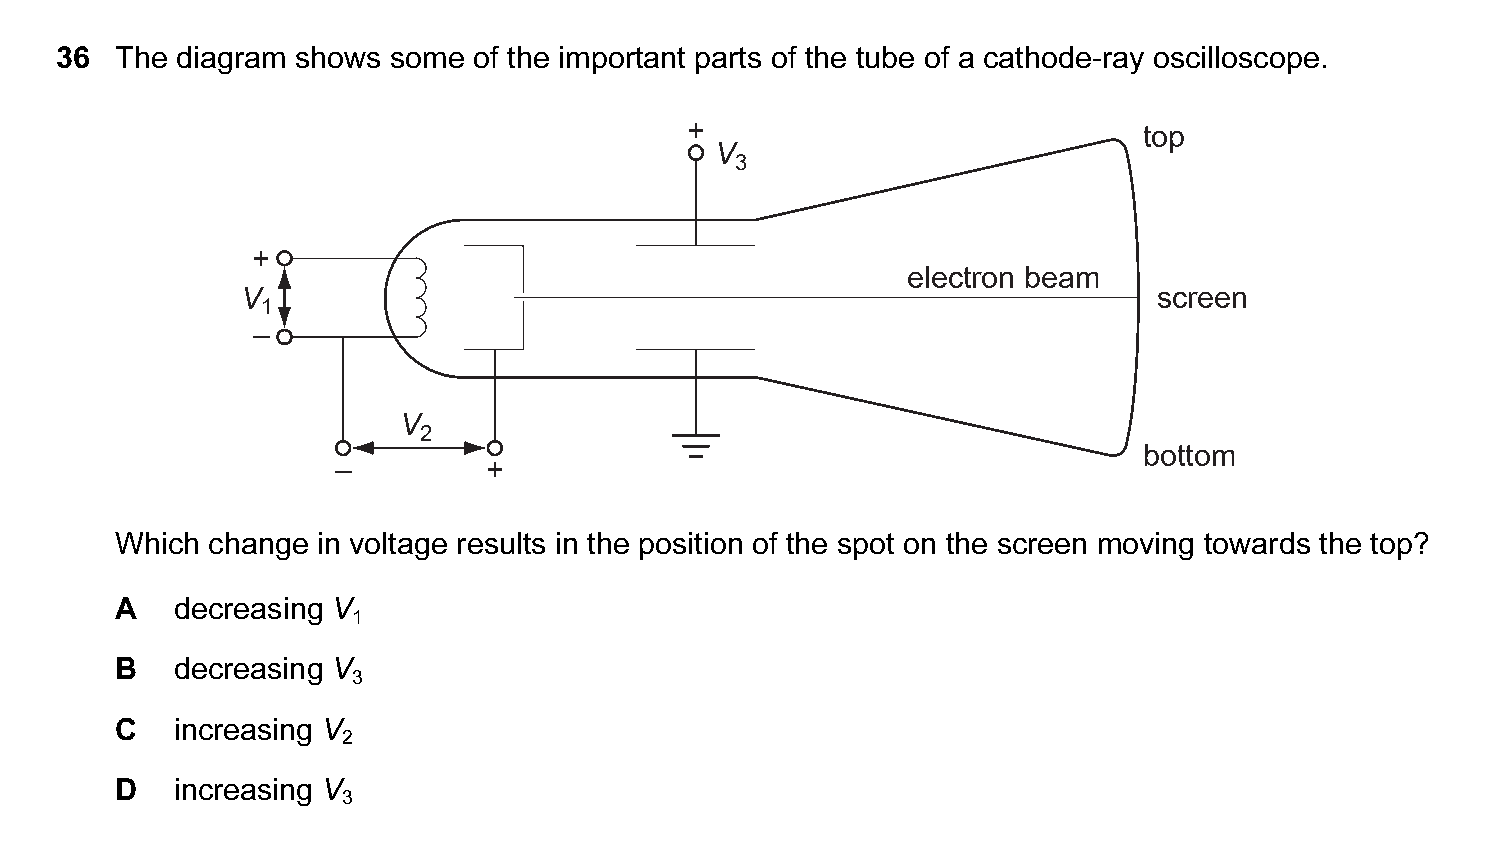 36 The diagram shows some of the important parts of the tube of a cathode-ray oscilloscope.
+
V3
top
+
V1
–
electron beam
screen
V2
–
+
bottom
Which change in voltage results in the position of the spot on the screen moving towards the top?
A decreasing V1
B decreasing V3
C increasing V2
D increasing V3